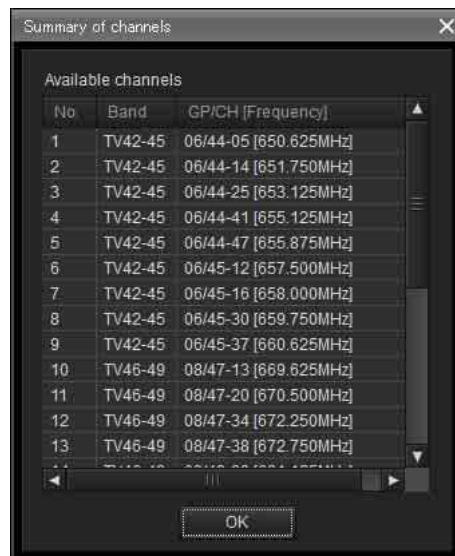 Summary of channels
Available channels
No Band GP/CH [Frequency]
1 TV42-45 06/44-05 [650.625MHz]
2 TV42-45 06/44-14 [651.750MHz]
3 TV42-45 06/44-25 [653.125MHz]
4 TV42-45 06/44-41 [655.125MHz]
5 TV42-45 06/44-47 [655.875MHz]
6 TV42-45 06/45-12 [657.500MHz]
7 TV42-45 06/45-16 [658.000MHz]
8 TV42-45 06/45-30 [659.750MHz]
9 TV42-45 06/45-37 [660.625MHz]
10 TV46-49 08/47-13 [669.625MHz]
11 TV46-49 08/47-20 [670.500MHz]
12 TV46-49 08/47-34 [672.250MHz]
13 TV46-49 08/47-38 [672.750MHz]
OK